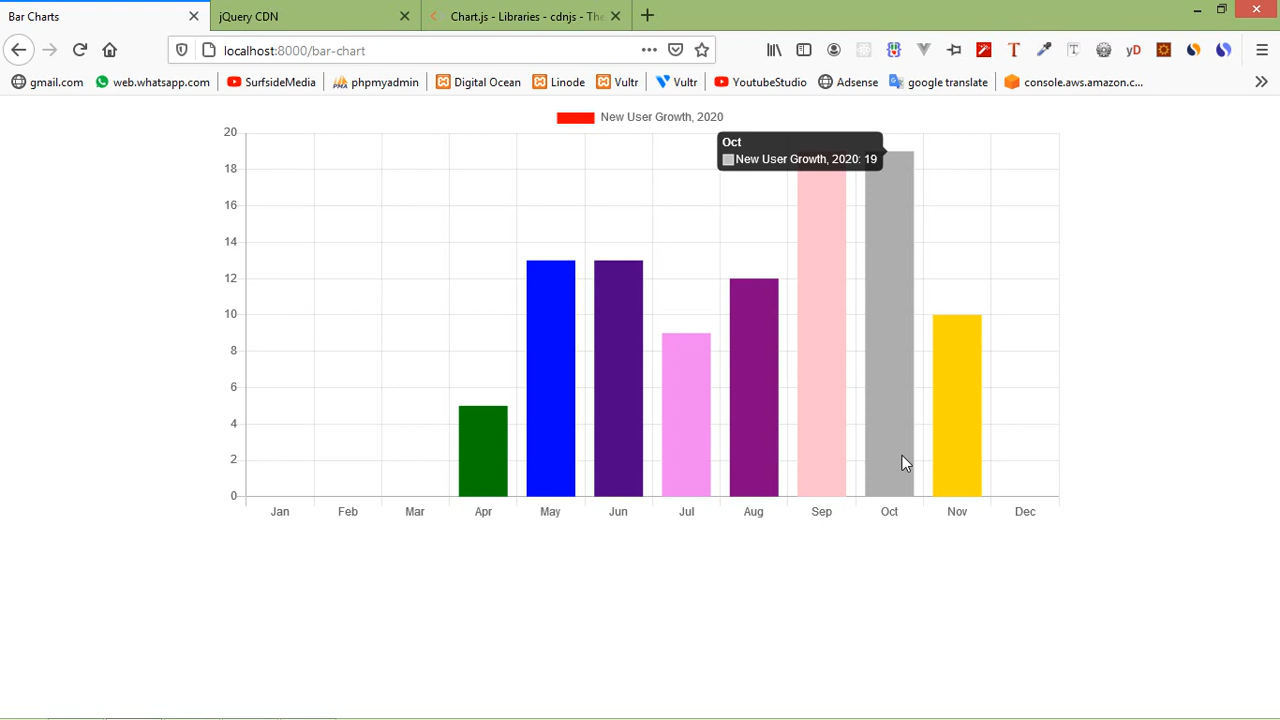 Bar Charts
jQuery CDN
Chart.js - Libraries - cdnjs - The
localhost:8000/bar-chart
gmail.com
web.whatsapp.com
SurfsideMedia
phpmyadmin
Digital Ocean
Linode
Vultr
Vultr
YoutubeStudio
Adsense
google translate
console.aws.amazon.c...
New User Growth, 2020
Oct
New User Growth, 2020: 19
20
18
16
14
12
10
8
6
4
2
0
Jan Feb Mar Apr May Jun Jul Aug Sep Oct Nov Dec